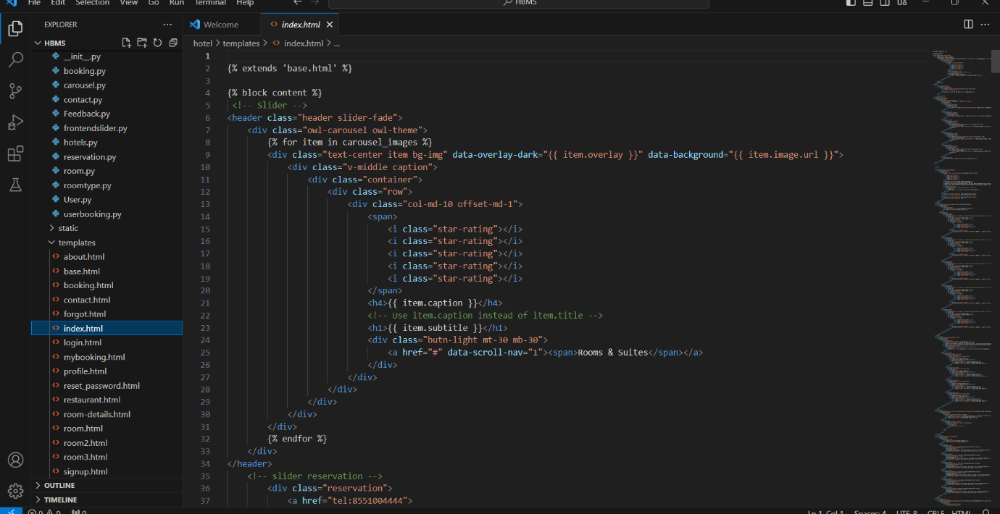 File Edit Selection View Go Run Terminal Help
HBMS
EXPLORER
Welcome
index.html
HBMS
hotel > templates > index.html > ...
__init__.py
booking.py
carousel.py
contact.py
Feedback.py
frontendslider.py
hotels.py
reservation.py
room.py
roomtype.py
User.py
userbooking.py
static
templates
about.html
base.html
booking.html
contact.html
forgot.html
index.html
login.html
mybooking.html
profile.html
reset_password.html
restaurant.html
room-details.html
room.html
room2.html
room3.html
signup.html
OUTLINE
TIMELINE
1
2 {% extends 'base.html' %}
3
4 {% block content %}
5 <!-- Slider -->
6 <header class="header slider-fade">
7 <div class="owl-carousel owl-theme">
8 {% for item in carousel_images %}
9 <div class="text-center item bg-img" data-overlay-dark="{{ item.overlay }}" data-background="{{ item.image.url }}">
10 <div class="v-middle caption">
11 <div class="container">
12 <div class="row">
13 <div class="col-md-10 offset-md-1">
14 <span>
15 <i class="star-rating"></i>
16 <i class="star-rating"></i>
17 <i class="star-rating"></i>
18 <i class="star-rating"></i>
19 <i class="star-rating"></i>
20 </span>
21 <h4>{{ item.caption }}</h4>
22 <!-- Use item.caption instead of item.title -->
23 <h1>{{ item.subtitle }}</h1>
24 <div class="butn-light mt-30 mb-30">
25 <a href="#" data-scroll-nav="1"><span>Rooms & Suites</span></a>
26 </div>
27 </div>
28 </div>
29 </div>
30 </div>
31 </div>
32 {% endfor %}
33 </div>
34 </header>
35 <!-- slider reservation -->
36 <div class="reservation">
37 <a href="tel:8551004444">
0 0 0
Ln 1, Col 1 Spaces: 4 UTF-8 CRLF HTML